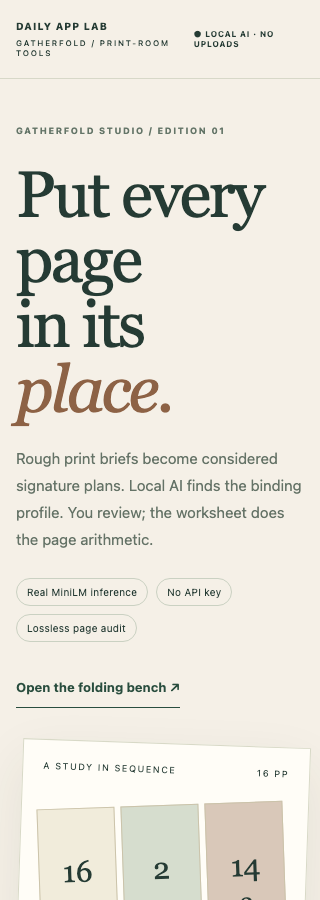 DAILY APP LAB
GATHERFOLD / PRINT-ROOM
TOOLS
● LOCAL AI · NO
UPLOADS
GATHERFOLD STUDIO / EDITION 01
Put every
page
in its
place.
Rough print briefs become considered
signature plans. Local AI finds the binding
profile. You review; the worksheet does
the page arithmetic.
Real MiniLM inference
No API key
Lossless page audit
Open the folding bench ↗
A STUDY IN SEQUENCE
16 PP
16
2
14